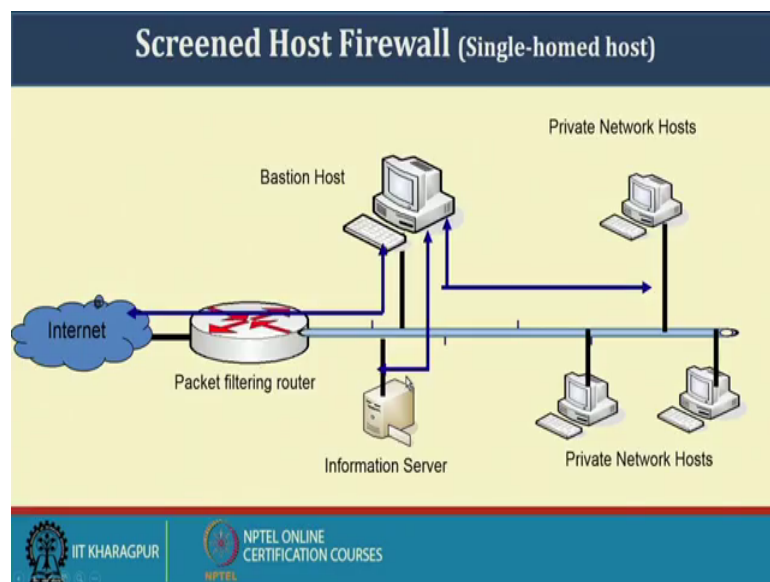 Screened Host Firewall (Single-homed host)
Private Network Hosts
Bastion Host
Internet
Packet filtering router
Information Server
Private Network Hosts
IIT KHARAGPUR
NPTEL ONLINE
CERTIFICATION COURSES
NPTEL